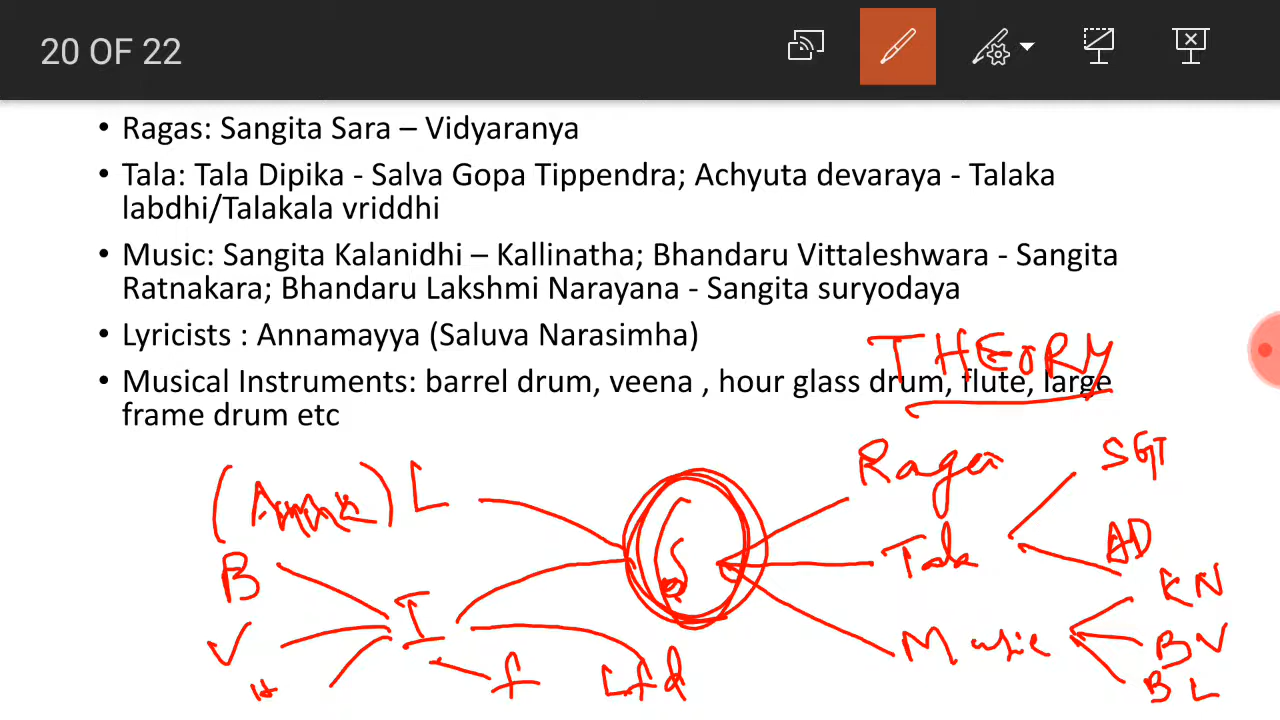 20 OF 22
• Ragas: Sangita Sara – Vidyaranya
• Tala: Tala Dipika - Salva Gopa Tippendra; Achyuta devaraya - Talaka
labdhi/Talakala vriddhi
• Music: Sangita Kalanidhi – Kallinatha; Bhandaru Vittaleshwara - Sangita
Ratnakara; Bhandaru Lakshmi Narayana - Sangita suryodaya
• Lyricists : Annamayya (Saluva Narasimha)
THEORY
• Musical Instruments: barrel drum, veena , hour glass drum, flute, large
frame drum etc
Raga
SGT
L
Tala
AD
B
I
KN
V
Music
BV
H
f
Lfd
BL